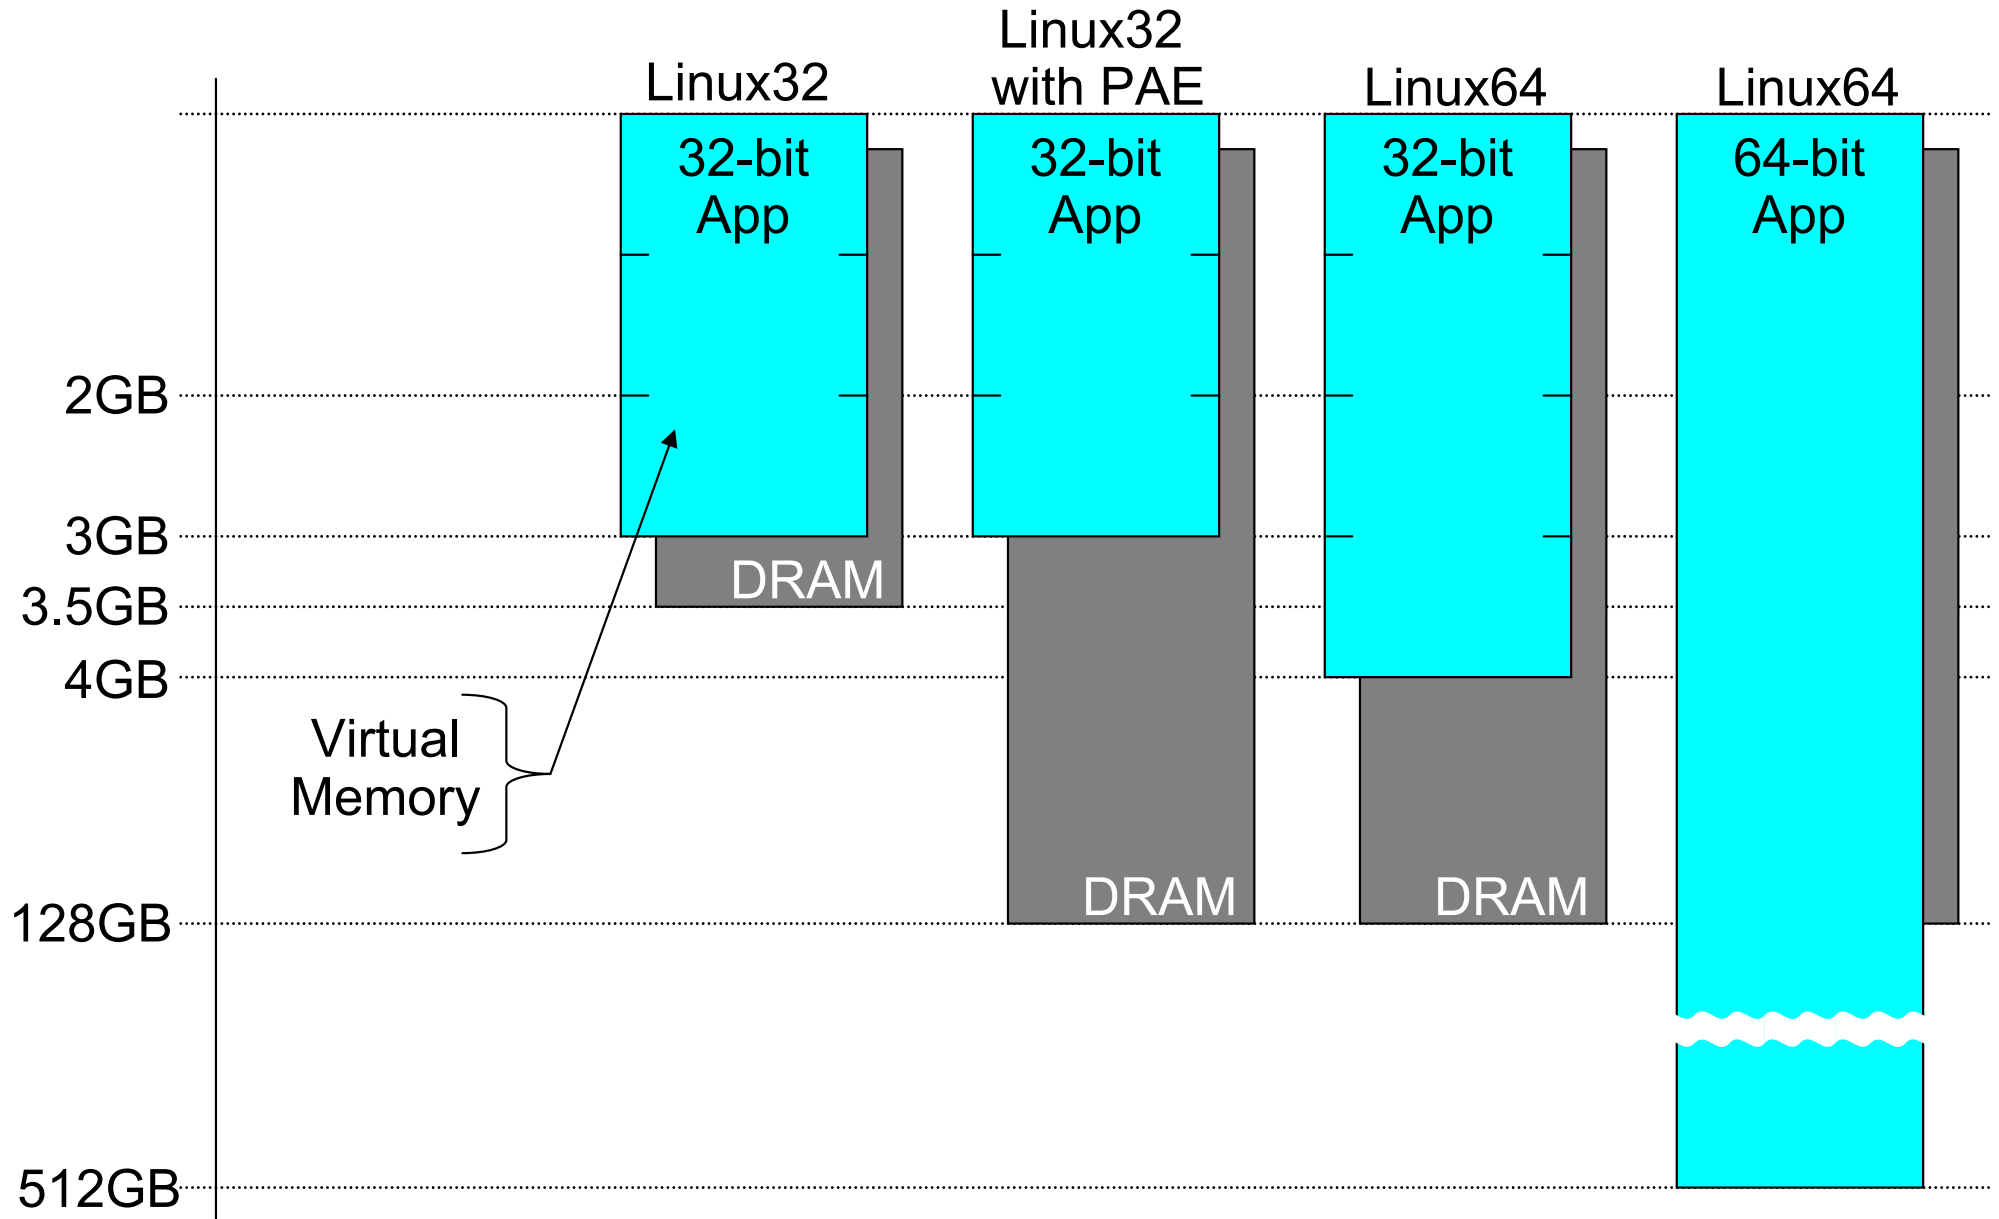 Linux32
Linux32
with PAE
Linux64
Linux64
32-bit
App
32-bit
App
32-bit
App
64-bit
App
2GB
3GB
3.5GB
4GB
128GB
512GB
DRAM
DRAM
DRAM
Virtual
Memory